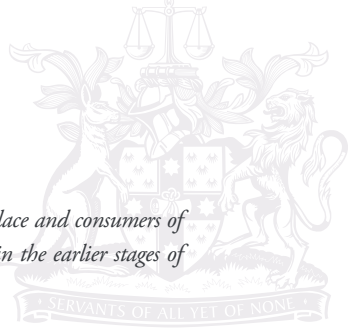 lace and consumers of
in the earlier stages of
SERVANTS OF ALL YET OF NONE